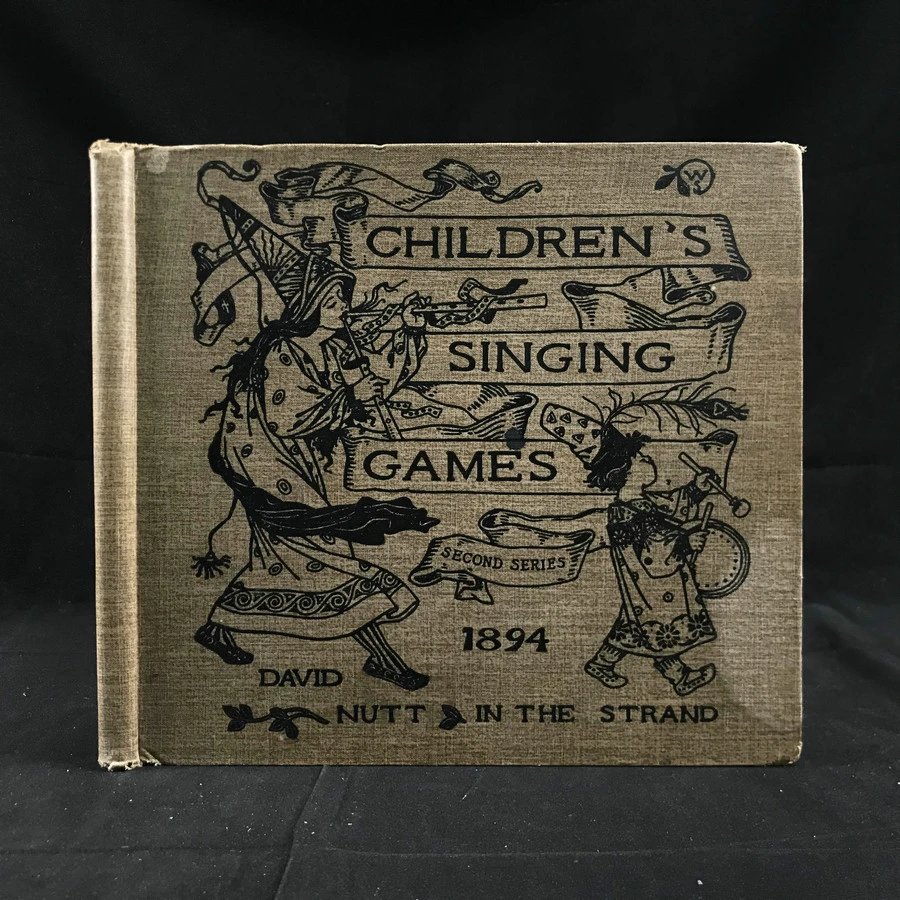 W
CHILDREN'S
SINGING
GAMES
SECOND SERIES
1894
DAVID
NUTT IN THE STRAND